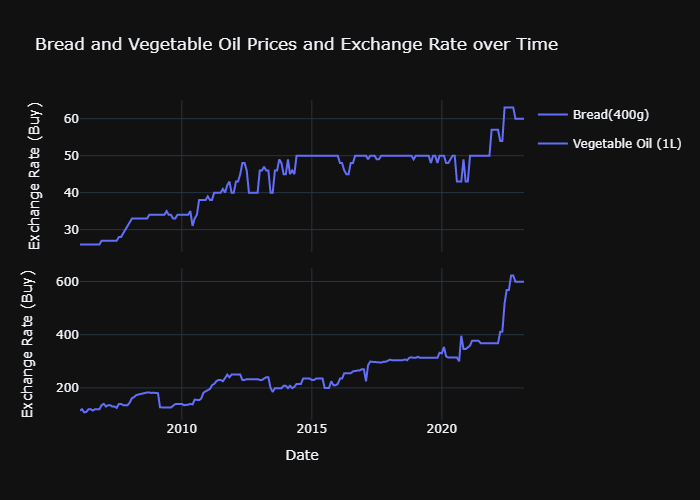 Bread and Vegetable Oil Prices and Exchange Rate over Time
Exchange Rate (Buy)
60
50
40
30
Bread(400g)
Vegetable Oil (1L)
Exchange Rate (Buy)
600
400
200
2010
2015
2020
Date